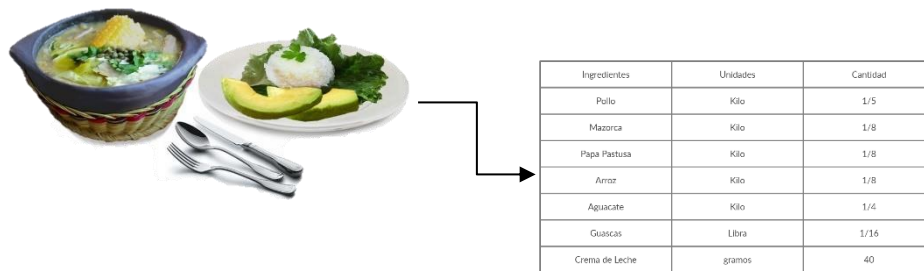 Ingredientes Unidades Cantidad
Pollo Kilo 1/5
Mazorca Kilo 1/8
Papa Pastusa Kilo 1/8
Arroz Kilo 1/8
Aguacate Kilo 1/4
Guascas Libra 1/16
Crema de Leche gramos 40